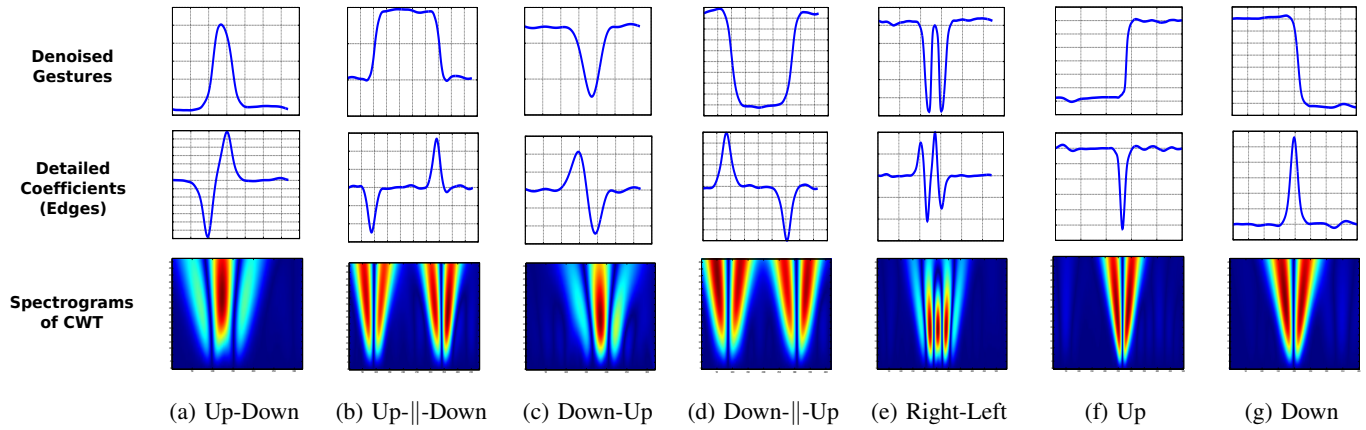 Denoised
Gestures
Detailed
Coefficients
(Edges)
Spectrograms
of CWT
(a) Up-Down
(b) Up-||-Down
(c) Down-Up
(d) Down-||-Up
(e) Right-Left
(f) Up
(g) Down